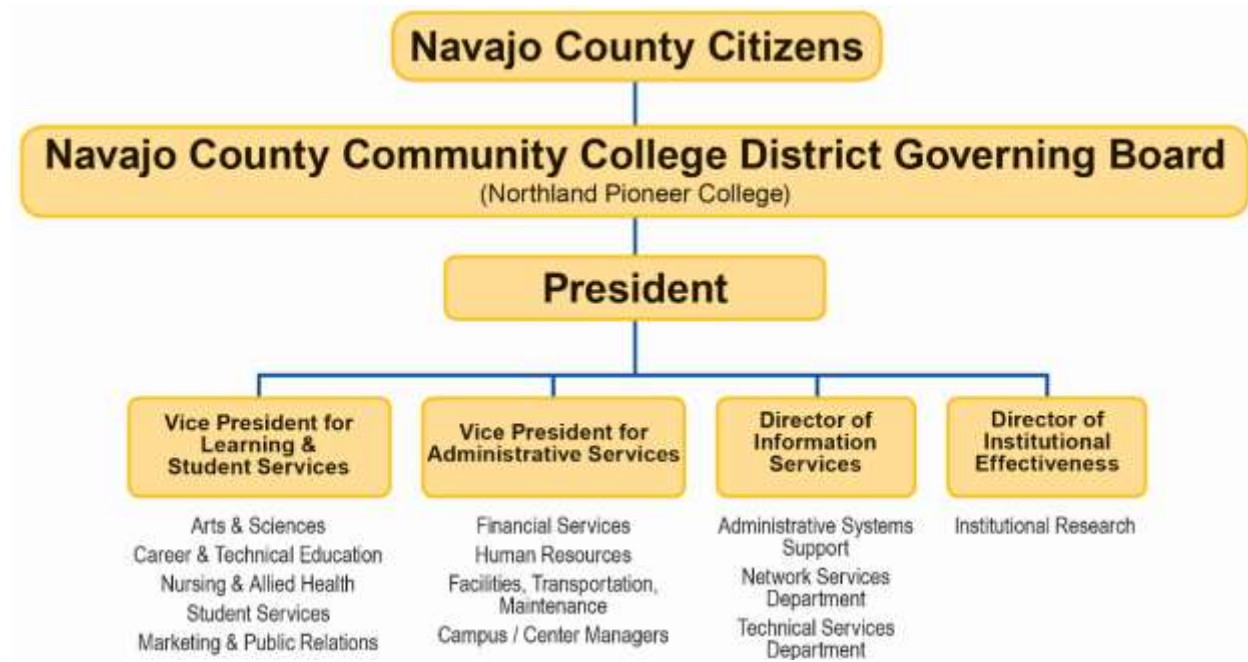 Navajo County Citizens
Navajo County Community College District Governing Board
(Northland Pioneer College)
President
Vice President for
Learning &
Student Services
Arts & Sciences
Career & Technical Education
Nursing & Allied Health
Student Services
Marketing & Public Relations
Vice President for
Administrative Services
Financial Services
Human Resources
Facilities, Transportation,
Maintenance
Campus / Center Managers
Director of
Information
Services
Administrative Systems
Support
Network Services
Department
Technical Services
Department
Director of
Institutional
Effectiveness
Institutional Research